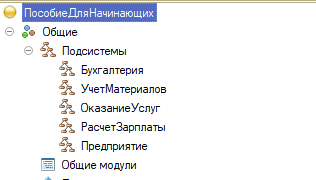 ПособиеДляНачинающих
Общие
Подсистемы
Бухгалтерия
УчетМатериалов
ОказаниеУслуг
РасчетЗарплаты
Предприятие
Общие модули